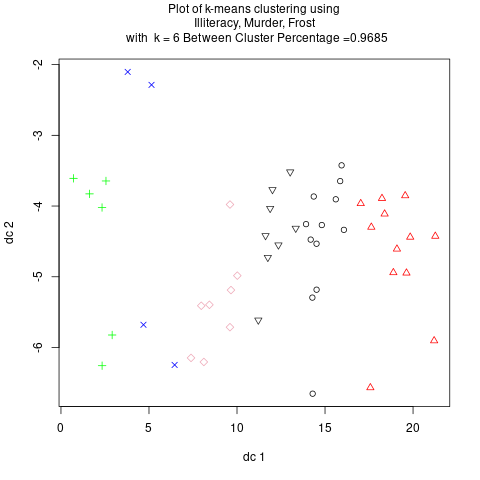 Plot of k-means clustering using
Illiteracy, Murder, Frost
with  k = 6 Between Cluster Percentage =0.9685
-2
-3
-4
-5
-6
dc 2
0 5 10 15 20
dc 1